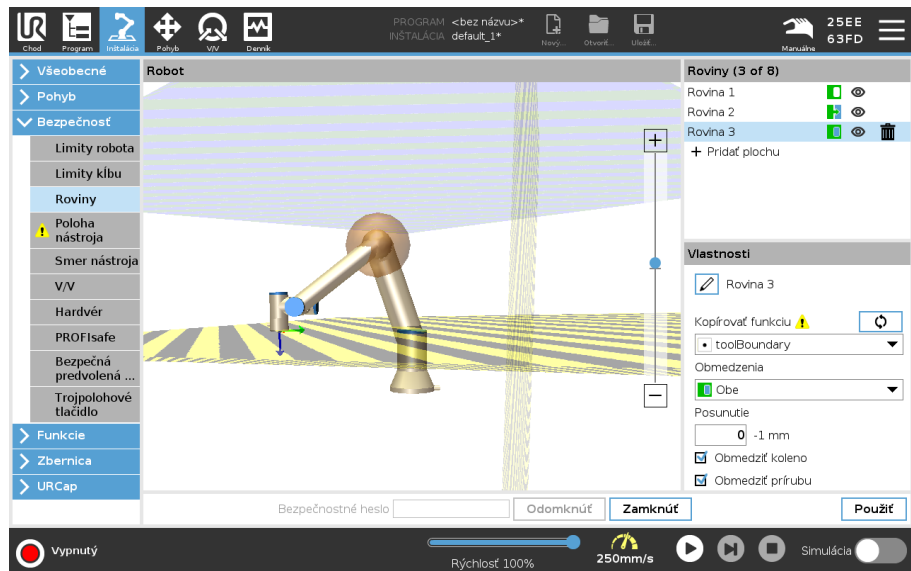 PROGRAM <bez názvu>*
INŠTALÁCIA default_1*
Chod
Program
Inštalácia
Pohyb
V/V
Denník
Nový...
Otvoriť...
Uložiť...
Manuálne
25EE
63FD
Všeobecné
Pohyb
Bezpečnosť
Limity robota
Limity kĺbu
Roviny
Poloha
nástroja
Smer nástroja
V/V
Hardvér
PROFIsafe
Bezpečná
predvolená ...
Trojpolohové
tlačidlo
Funkcie
Zbernica
URCap
Robot
Roviny (3 of 8)
Rovina 1
Rovina 2
Rovina 3
+ Pridať plochu
Vlastnosti
Rovina 3
Kopírovať funkciu
toolBoundary
Obmedzenia
Obe
Posunutie
0 -1 mm
Obmedziť koleno
Obmedziť prírubu
Bezpečnostné heslo
Odomknúť
Zamknúť
Použiť
Vypnutý
Rýchlosť 100%
250mm/s
Simulácia